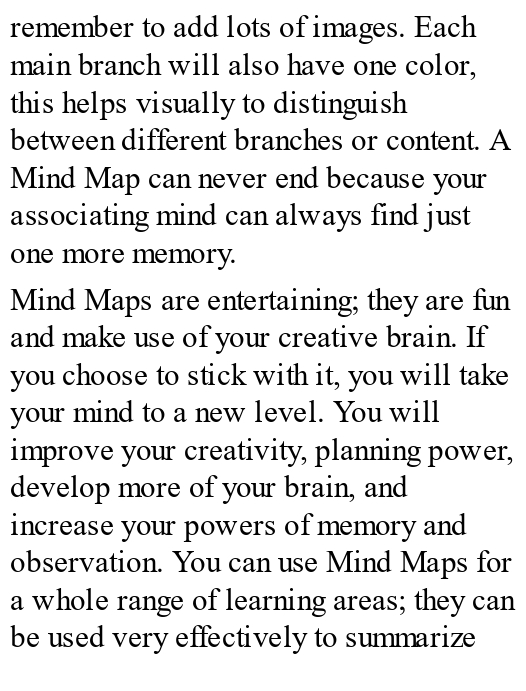 remember to add lots of images. Each
main branch will also have one color,
this helps visually to distinguish
between different branches or content. A
Mind Map can never end because your
associating mind can always find just
one more memory.
Mind Maps are entertaining; they are fun
and make use of your creative brain. If
you choose to stick with it, you will take
your mind to a new level. You will
improve your creativity, planning power,
develop more of your brain, and
increase your powers of memory and
observation. You can use Mind Maps for
a whole range of learning areas; they can
be used very effectively to summarize